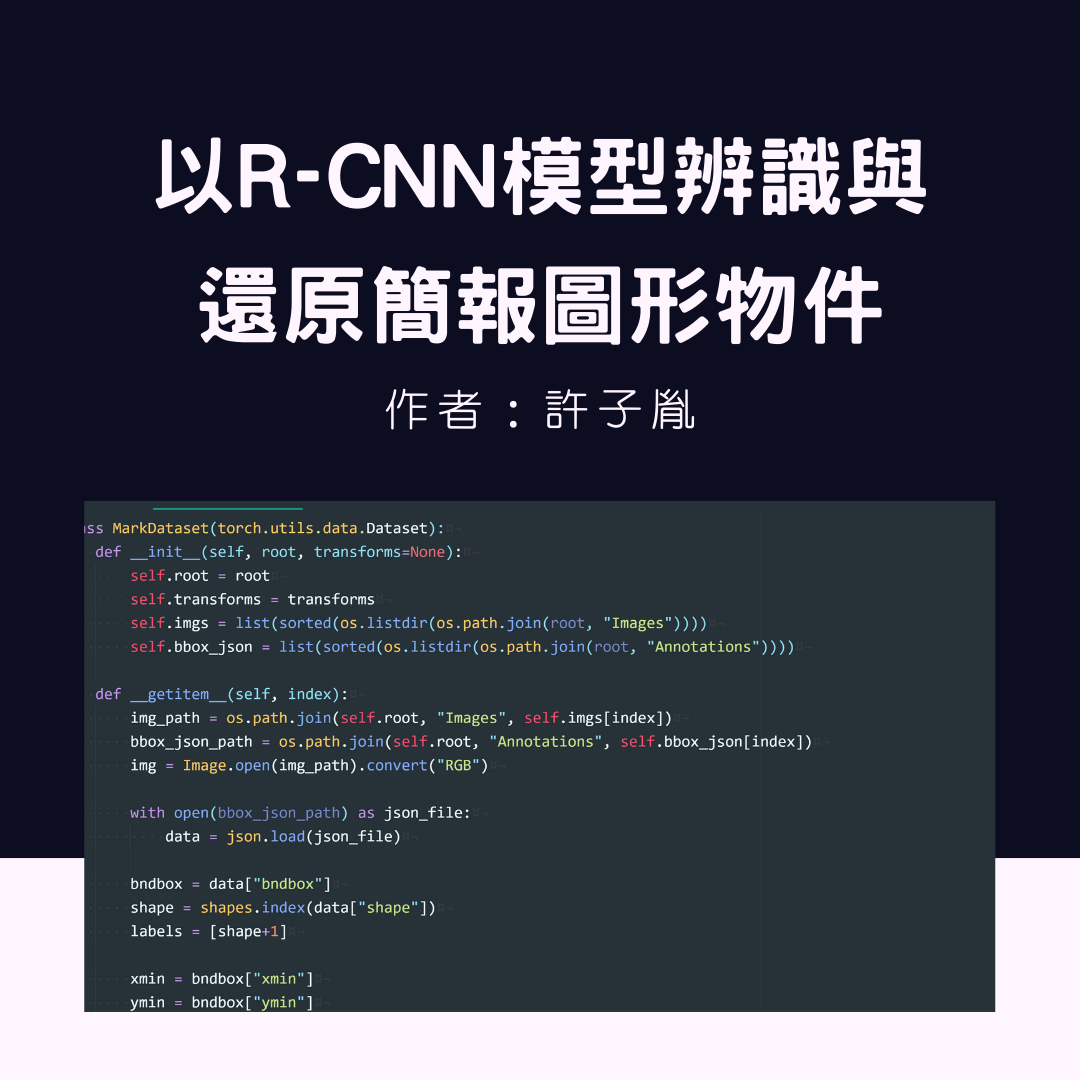 以R-CNN模型辨識與
還原簡報圖形物件
作者：許子胤
ss MarkDataset(torch.utils.data.Dataset):
def __init__(self, root, transforms=None):
self.root = root
self.transforms = transforms
self.imgs = list(sorted(os.listdir(os.path.join(root, "Images"))))
self.bbox_json = list(sorted(os.listdir(os.path.join(root, "Annotations"))))
def __getitem__(self, index):
img_path = os.path.join(self.root, "Images", self.imgs[index])
bbox_json_path = os.path.join(self.root, "Annotations", self.bbox_json[index])
img = Image.open(img_path).convert("RGB")
with open(bbox_json_path) as json_file:
data = json.load(json_file)
bndbox = data["bndbox"]
shape = shapes.index(data["shape"])
labels = [shape+1]
xmin = bndbox["xmin"]
ymin = bndbox["ymin"]